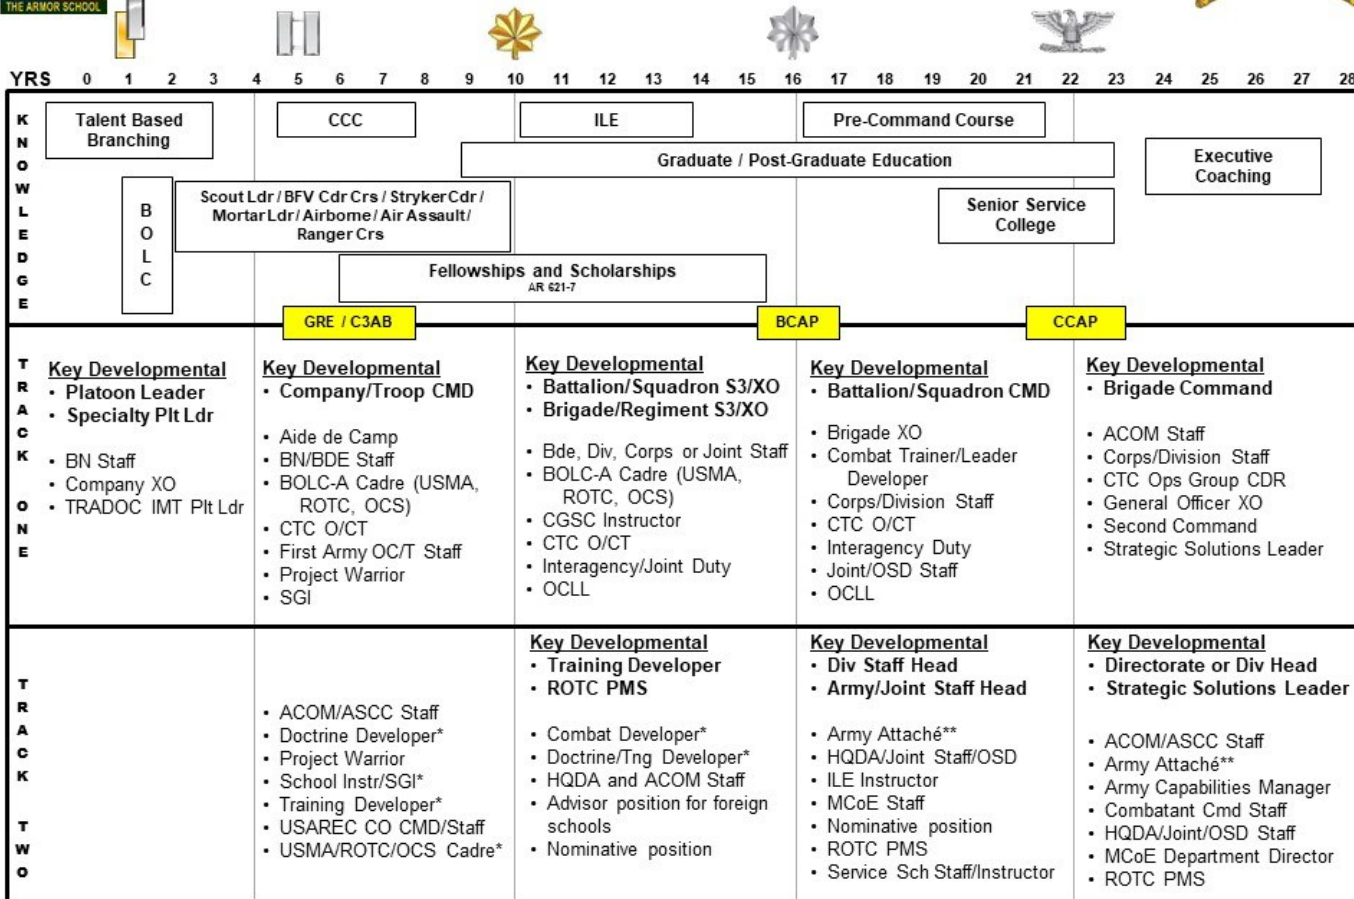 THE ARMOR SCHOOL
YRS 0 1 2 3 4 5 6 7 8 9 10 11 12 13 14 15 16 17 18 19 20 21 22 23 24 25 26 27 28
KNOWLEDGE
Talent Based
Branching
CCC
ILE
Pre-Command Course
Graduate / Post-Graduate Education
Executive
Coaching
BOLC
Scout Ldr / BFV Cdr Crs / Stryker Cdr /
Mortar Ldr / Airborne / Air Assault /
Ranger Crs
Senior Service
College
Fellowships and Scholarships
AR 621-7
GRE / C3AB
BCAP
CCAP
TRACK ONE
Key Developmental
• Platoon Leader
• Specialty Plt Ldr
• BN Staff
• Company XO
• TRADOC IMT Plt Ldr
Key Developmental
• Company/Troop CMD
• Aide de Camp
• BN/BDE Staff
• BOLC-A Cadre (USMA,
ROTC, OCS)
• CTC O/CT
• First Army OC/T Staff
• Project Warrior
• SGI
Key Developmental
• Battalion/Squadron S3/XO
• Brigade/Regiment S3/XO
• Bde, Div, Corps or Joint Staff
• BOLC-A Cadre (USMA,
ROTC, OCS)
• CGSC Instructor
• CTC O/CT
• Interagency/Joint Duty
• OCLL
Key Developmental
• Battalion/Squadron CMD
• Brigade XO
• Combat Trainer/Leader
Developer
• Corps/Division Staff
• CTC O/CT
• Interagency Duty
• Joint/OSD Staff
• OCLL
Key Developmental
• Brigade Command
• ACOM Staff
• Corps/Division Staff
• CTC Ops Group CDR
• General Officer XO
• Second Command
• Strategic Solutions Leader
TRACK TWO
• ACOM/ASCC Staff
• Doctrine Developer*
• Project Warrior
• School Instr/SGI*
• Training Developer*
• USAREC CO CMD/Staff
• USMA/ROTC/OCS Cadre*
Key Developmental
• Training Developer
• ROTC PMS
• Combat Developer*
• Doctrine/Tng Developer*
• HQDA and ACOM Staff
• Advisor position for foreign
schools
• Nominative position
Key Developmental
• Div Staff Head
• Army/Joint Staff Head
• Army Attaché**
• HQDA/Joint Staff/OSD
• ILE Instructor
• MCoE Staff
• Nominative position
• ROTC PMS
• Service Sch Staff/Instructor
Key Developmental
• Directorate or Div Head
• Strategic Solutions Leader
• ACOM/ASCC Staff
• Army Attaché**
• Army Capabilities Manager
• Combatant Cmd Staff
• HQDA/Joint/OSD Staff
• MCoE Department Director
• ROTC PMS